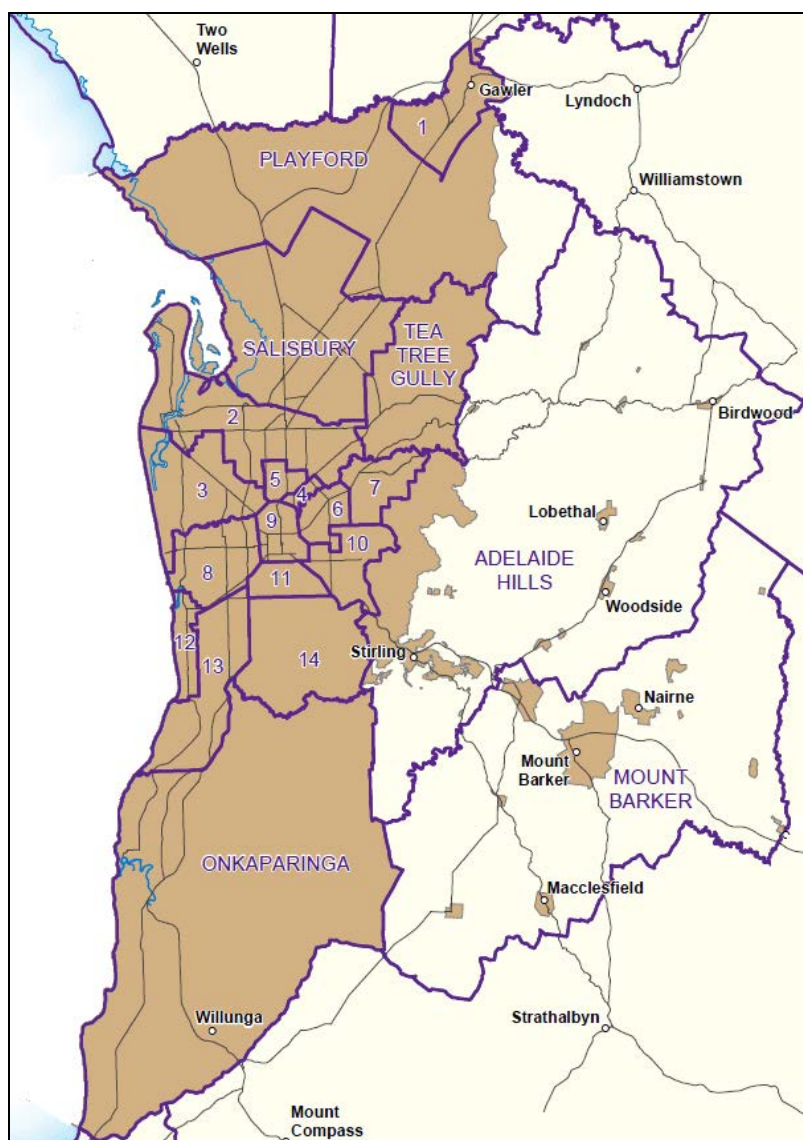 Two
Wells
Gawler
Lyndoch
1
PLAYFORD
Williamstown
SALISBURY
TEA
TREE
GULLY
2
Birdwood
3
5
4
7
6
9
Lobethal
10
8
11
ADELAIDE
HILLS
Woodside
12
13
14
Stirling
Nairne
Mount
Barker
MOUNT
BARKER
ONKAPARINGA
Macclesfield
Willunga
Strathalbyn
Mount
Compass